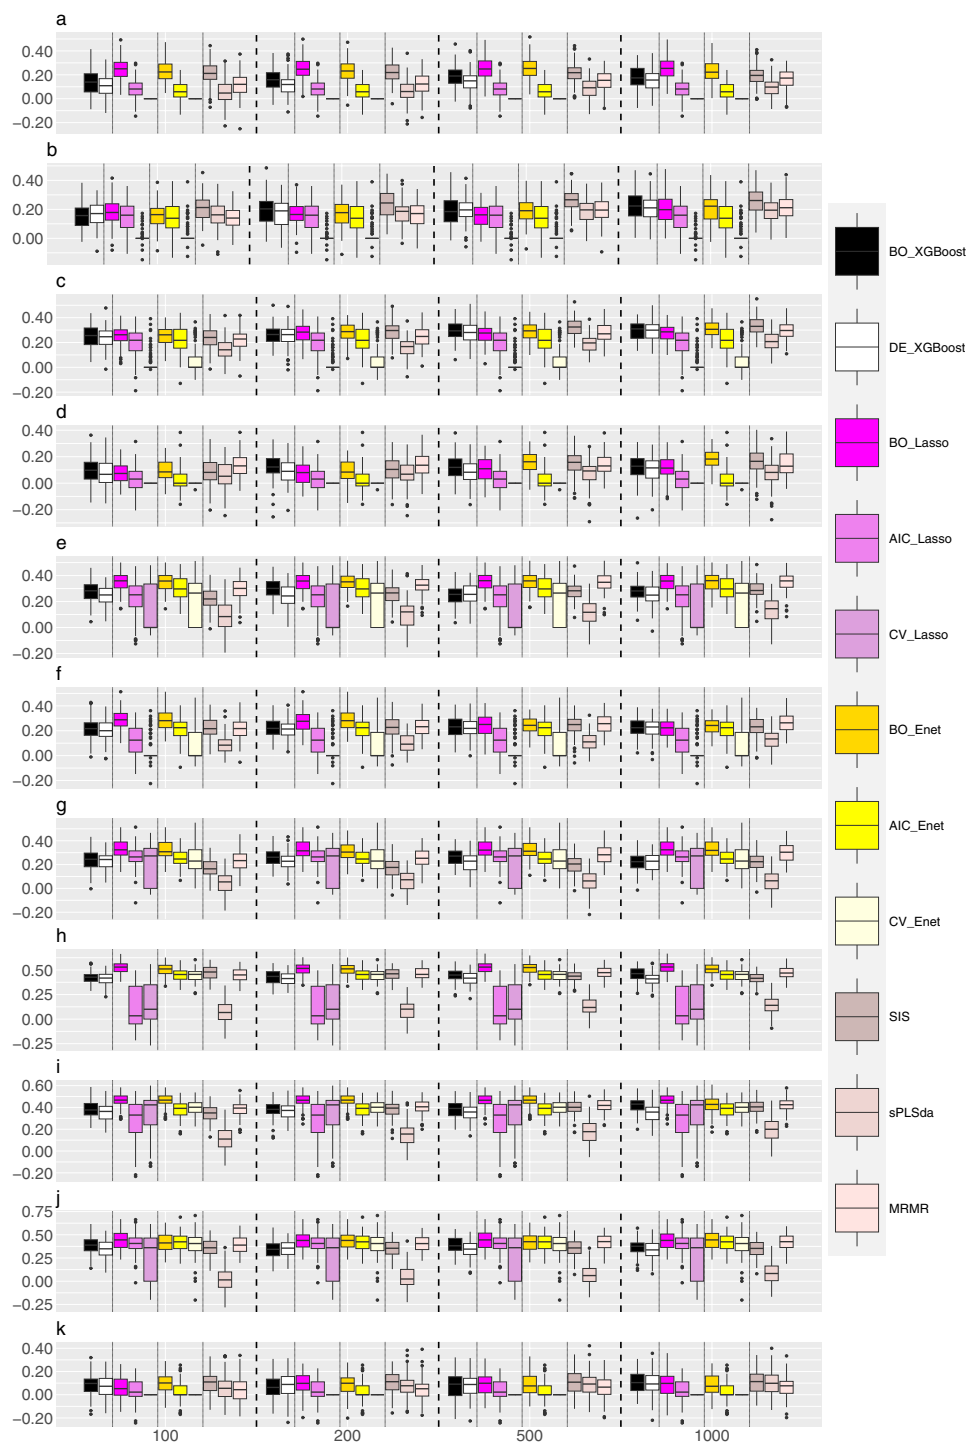 a
0.40
0.20
0.00
−0.20
b
0.40
0.20
0.00
c
0.40
0.20
0.00
−0.20
d
0.40
0.20
0.00
−0.20
e
0.40
0.20
0.00
−0.20
f
0.40
0.20
0.00
−0.20
g
0.40
0.20
0.00
−0.20
h
0.50
0.25
0.00
−0.25
i
0.60
0.40
0.20
0.00
−0.20
j
0.75
0.50
0.25
0.00
−0.25
k
0.40
0.20
0.00
−0.20
100 200 500 1000
BO_XGBoost
DE_XGBoost
BO_Lasso
AIC_Lasso
CV_Lasso
BO_Enet
AIC_Enet
CV_Enet
SIS
sPLSda
MRMR